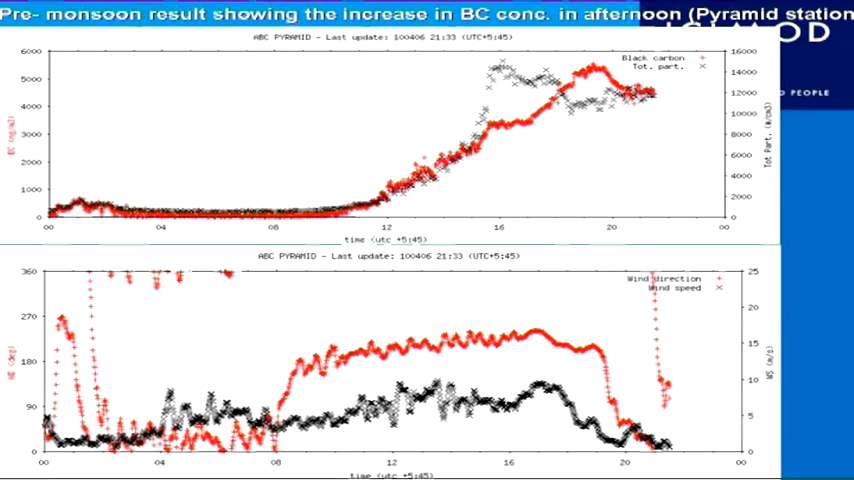 Pre- monsoon result showing the increase in BC conc. in afternoon (Pyramid station
MOD
PEOPLE
ABC PYRAMID - Last update: 100406 21:33 (UTC+5:45)
Black carbon
Tot. part.
6000
5000
4000
3000
2000
1000
0
BC (ng/m3)
16000
14000
12000
10000
8000
6000
4000
2000
0
Tot Part.
00 04 08 12 16 20 00
time (utc +5:45)
ABC PYRAMID - Last update: 100406 21:33 (UTC+5:45)
Wind direction
Wind speed
360
270
180
90
0
(deg)
25
20
15
10
5
0
WS (m/s)
00 04 08 12 16 20 00
time (utc +5:45)